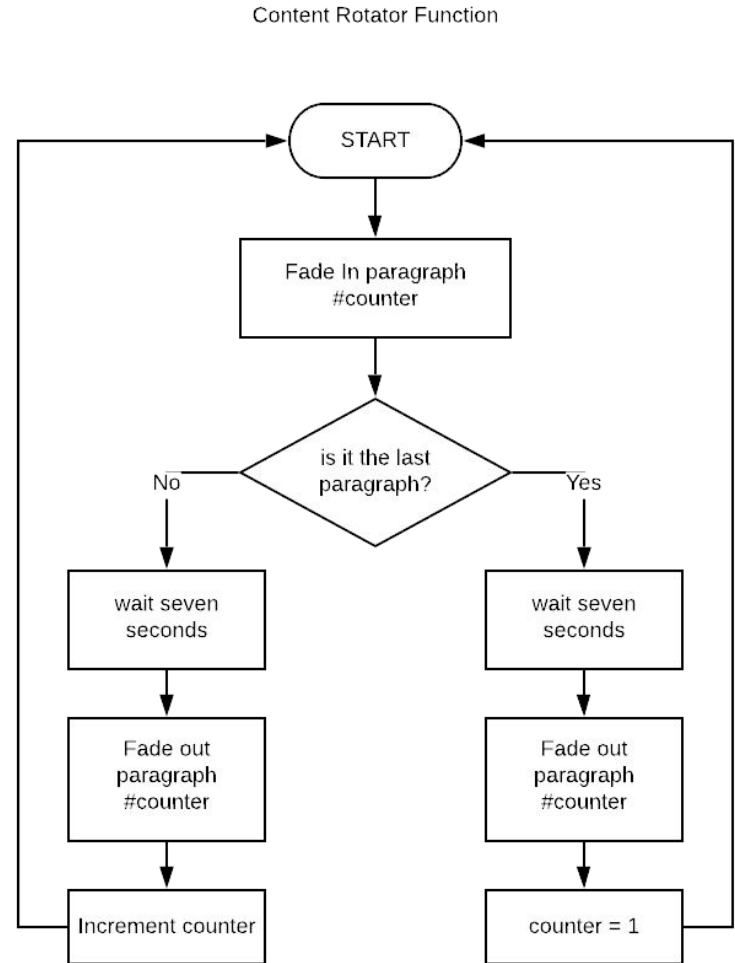 Content Rotator Function
START
Fade In paragraph
#counter
is it the last
paragraph?
No
Yes
wait seven
seconds
wait seven
seconds
Fade out
paragraph
#counter
Fade out
paragraph
#counter
Increment counter
counter = 1